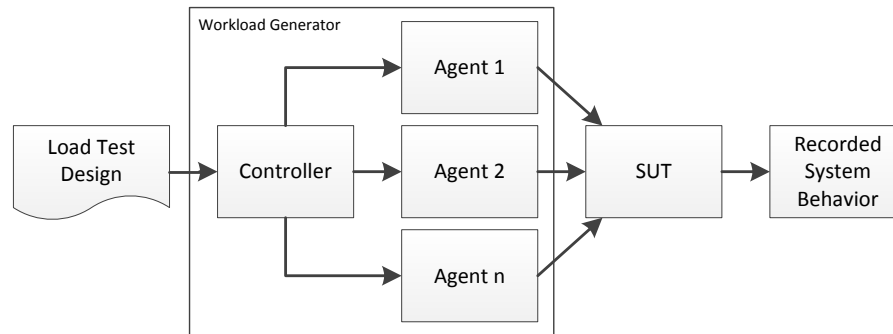 Workload Generator
Agent 1
Load Test
Design
Controller
Agent 2
SUT
Recorded
System
Behavior
Agent n